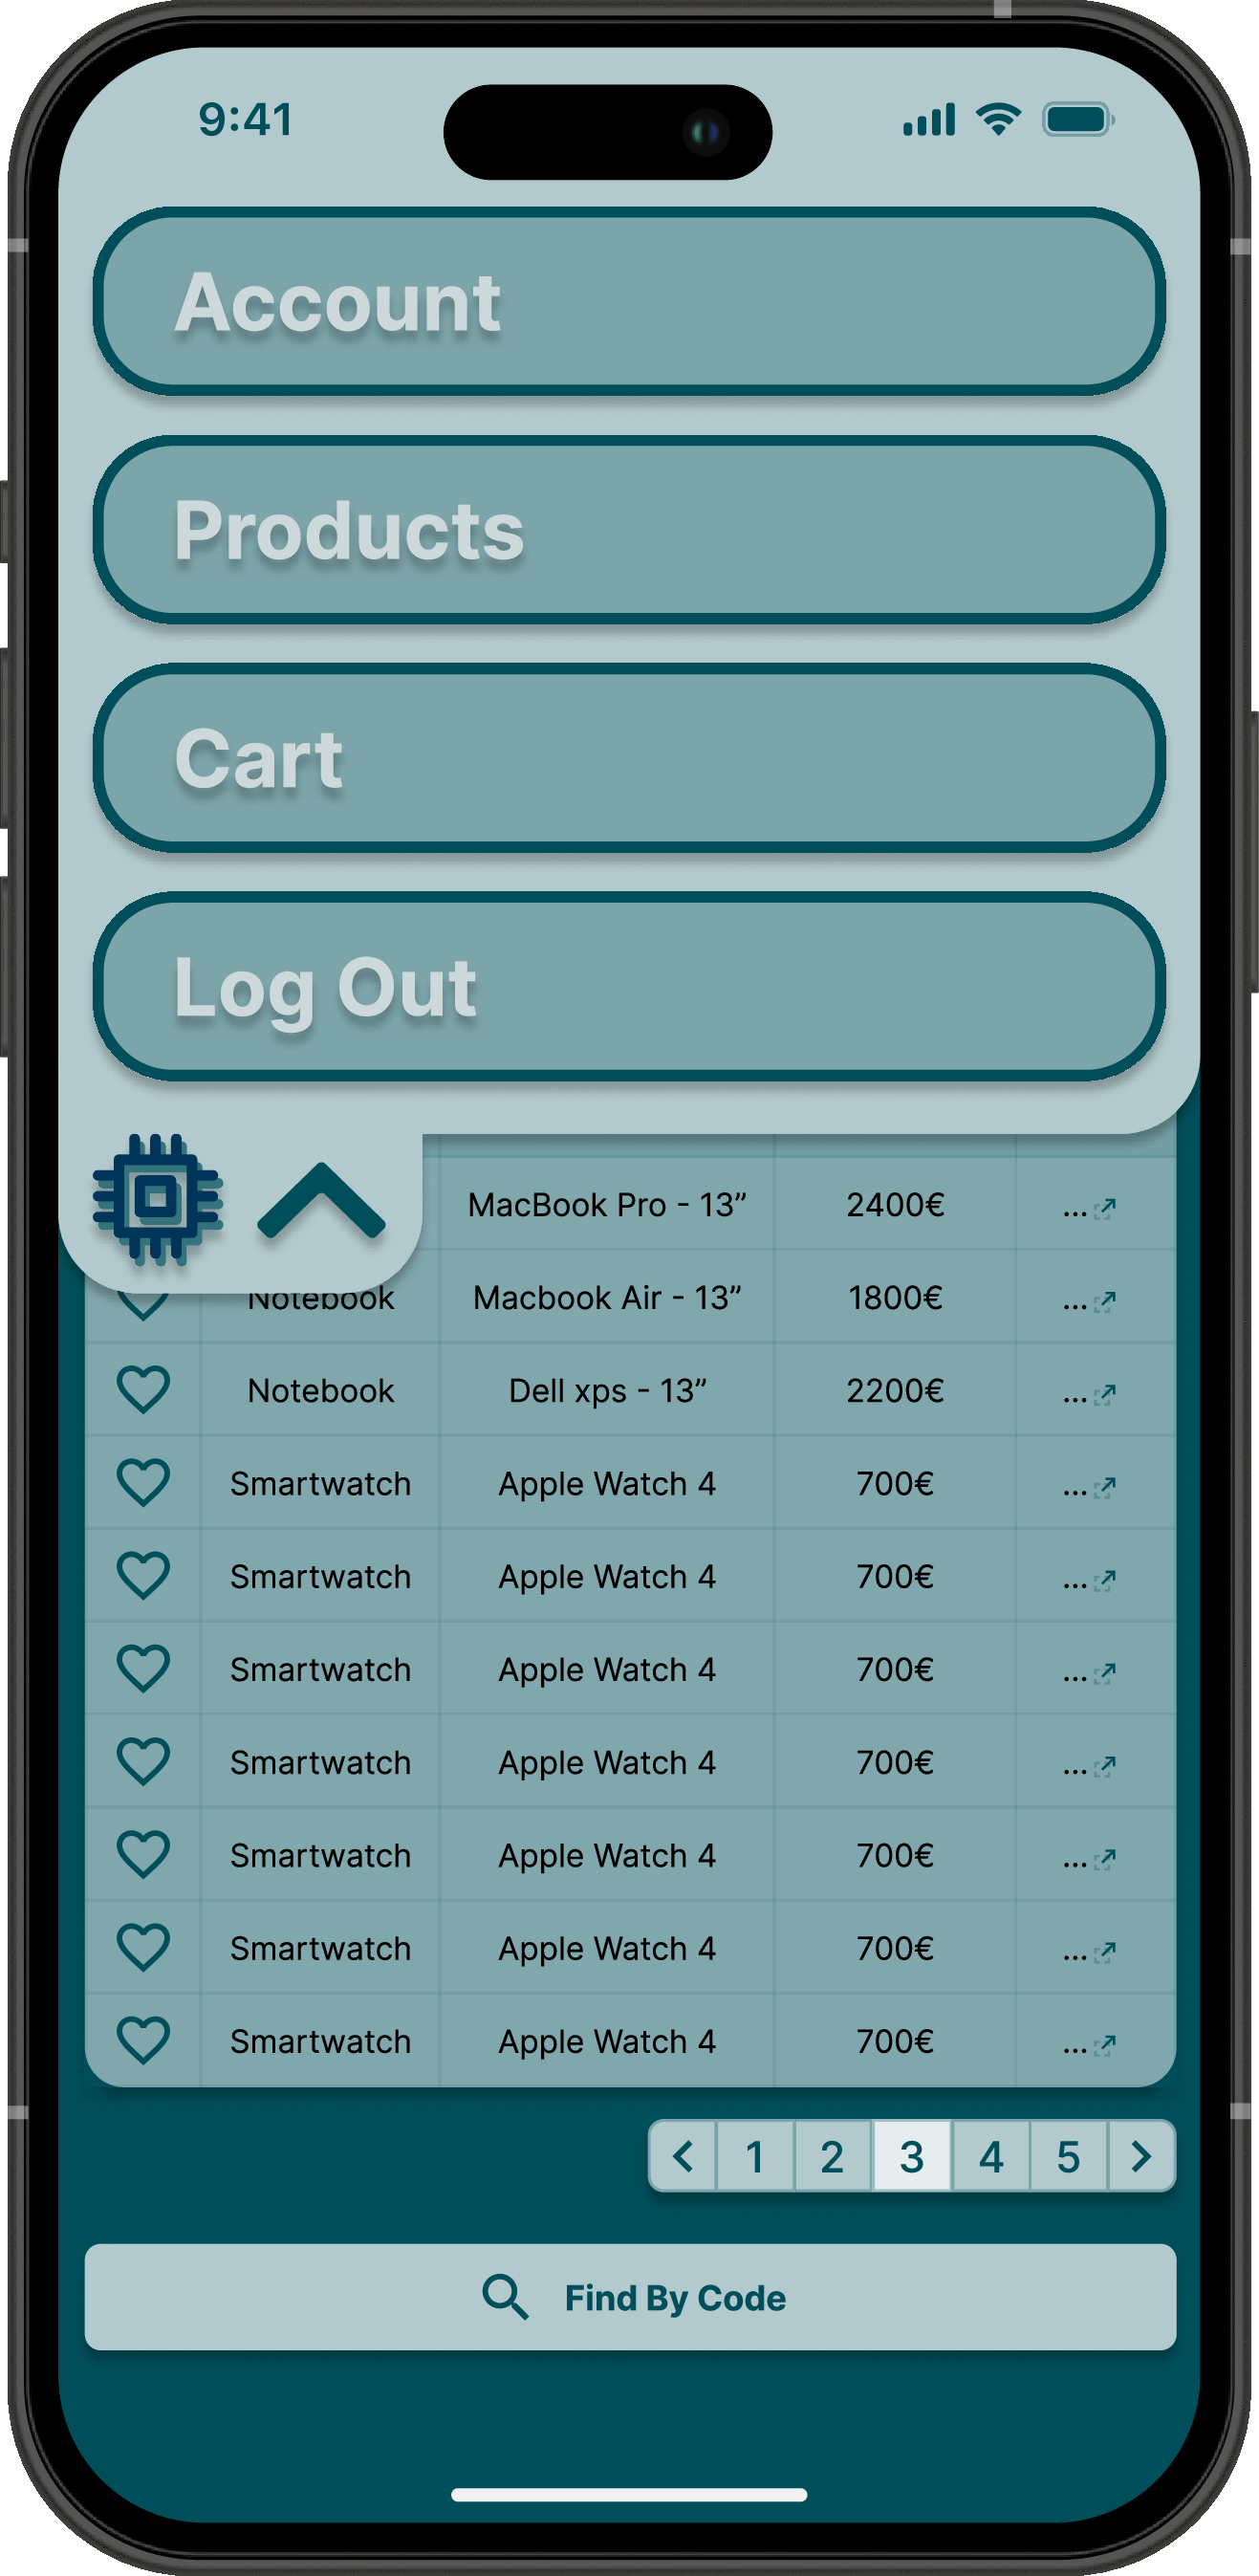 9:41
Account
Products
Cart
Log Out
MacBook Pro - 13” 2400€ ...
Notebook Macbook Air - 13” 1800€ ...
Notebook Dell xps - 13” 2200€ ...
Smartwatch Apple Watch 4 700€ ...
Smartwatch Apple Watch 4 700€ ...
Smartwatch Apple Watch 4 700€ ...
Smartwatch Apple Watch 4 700€ ...
Smartwatch Apple Watch 4 700€ ...
Smartwatch Apple Watch 4 700€ ...
Smartwatch Apple Watch 4 700€ ...
1 2 3 4 5
Find By Code